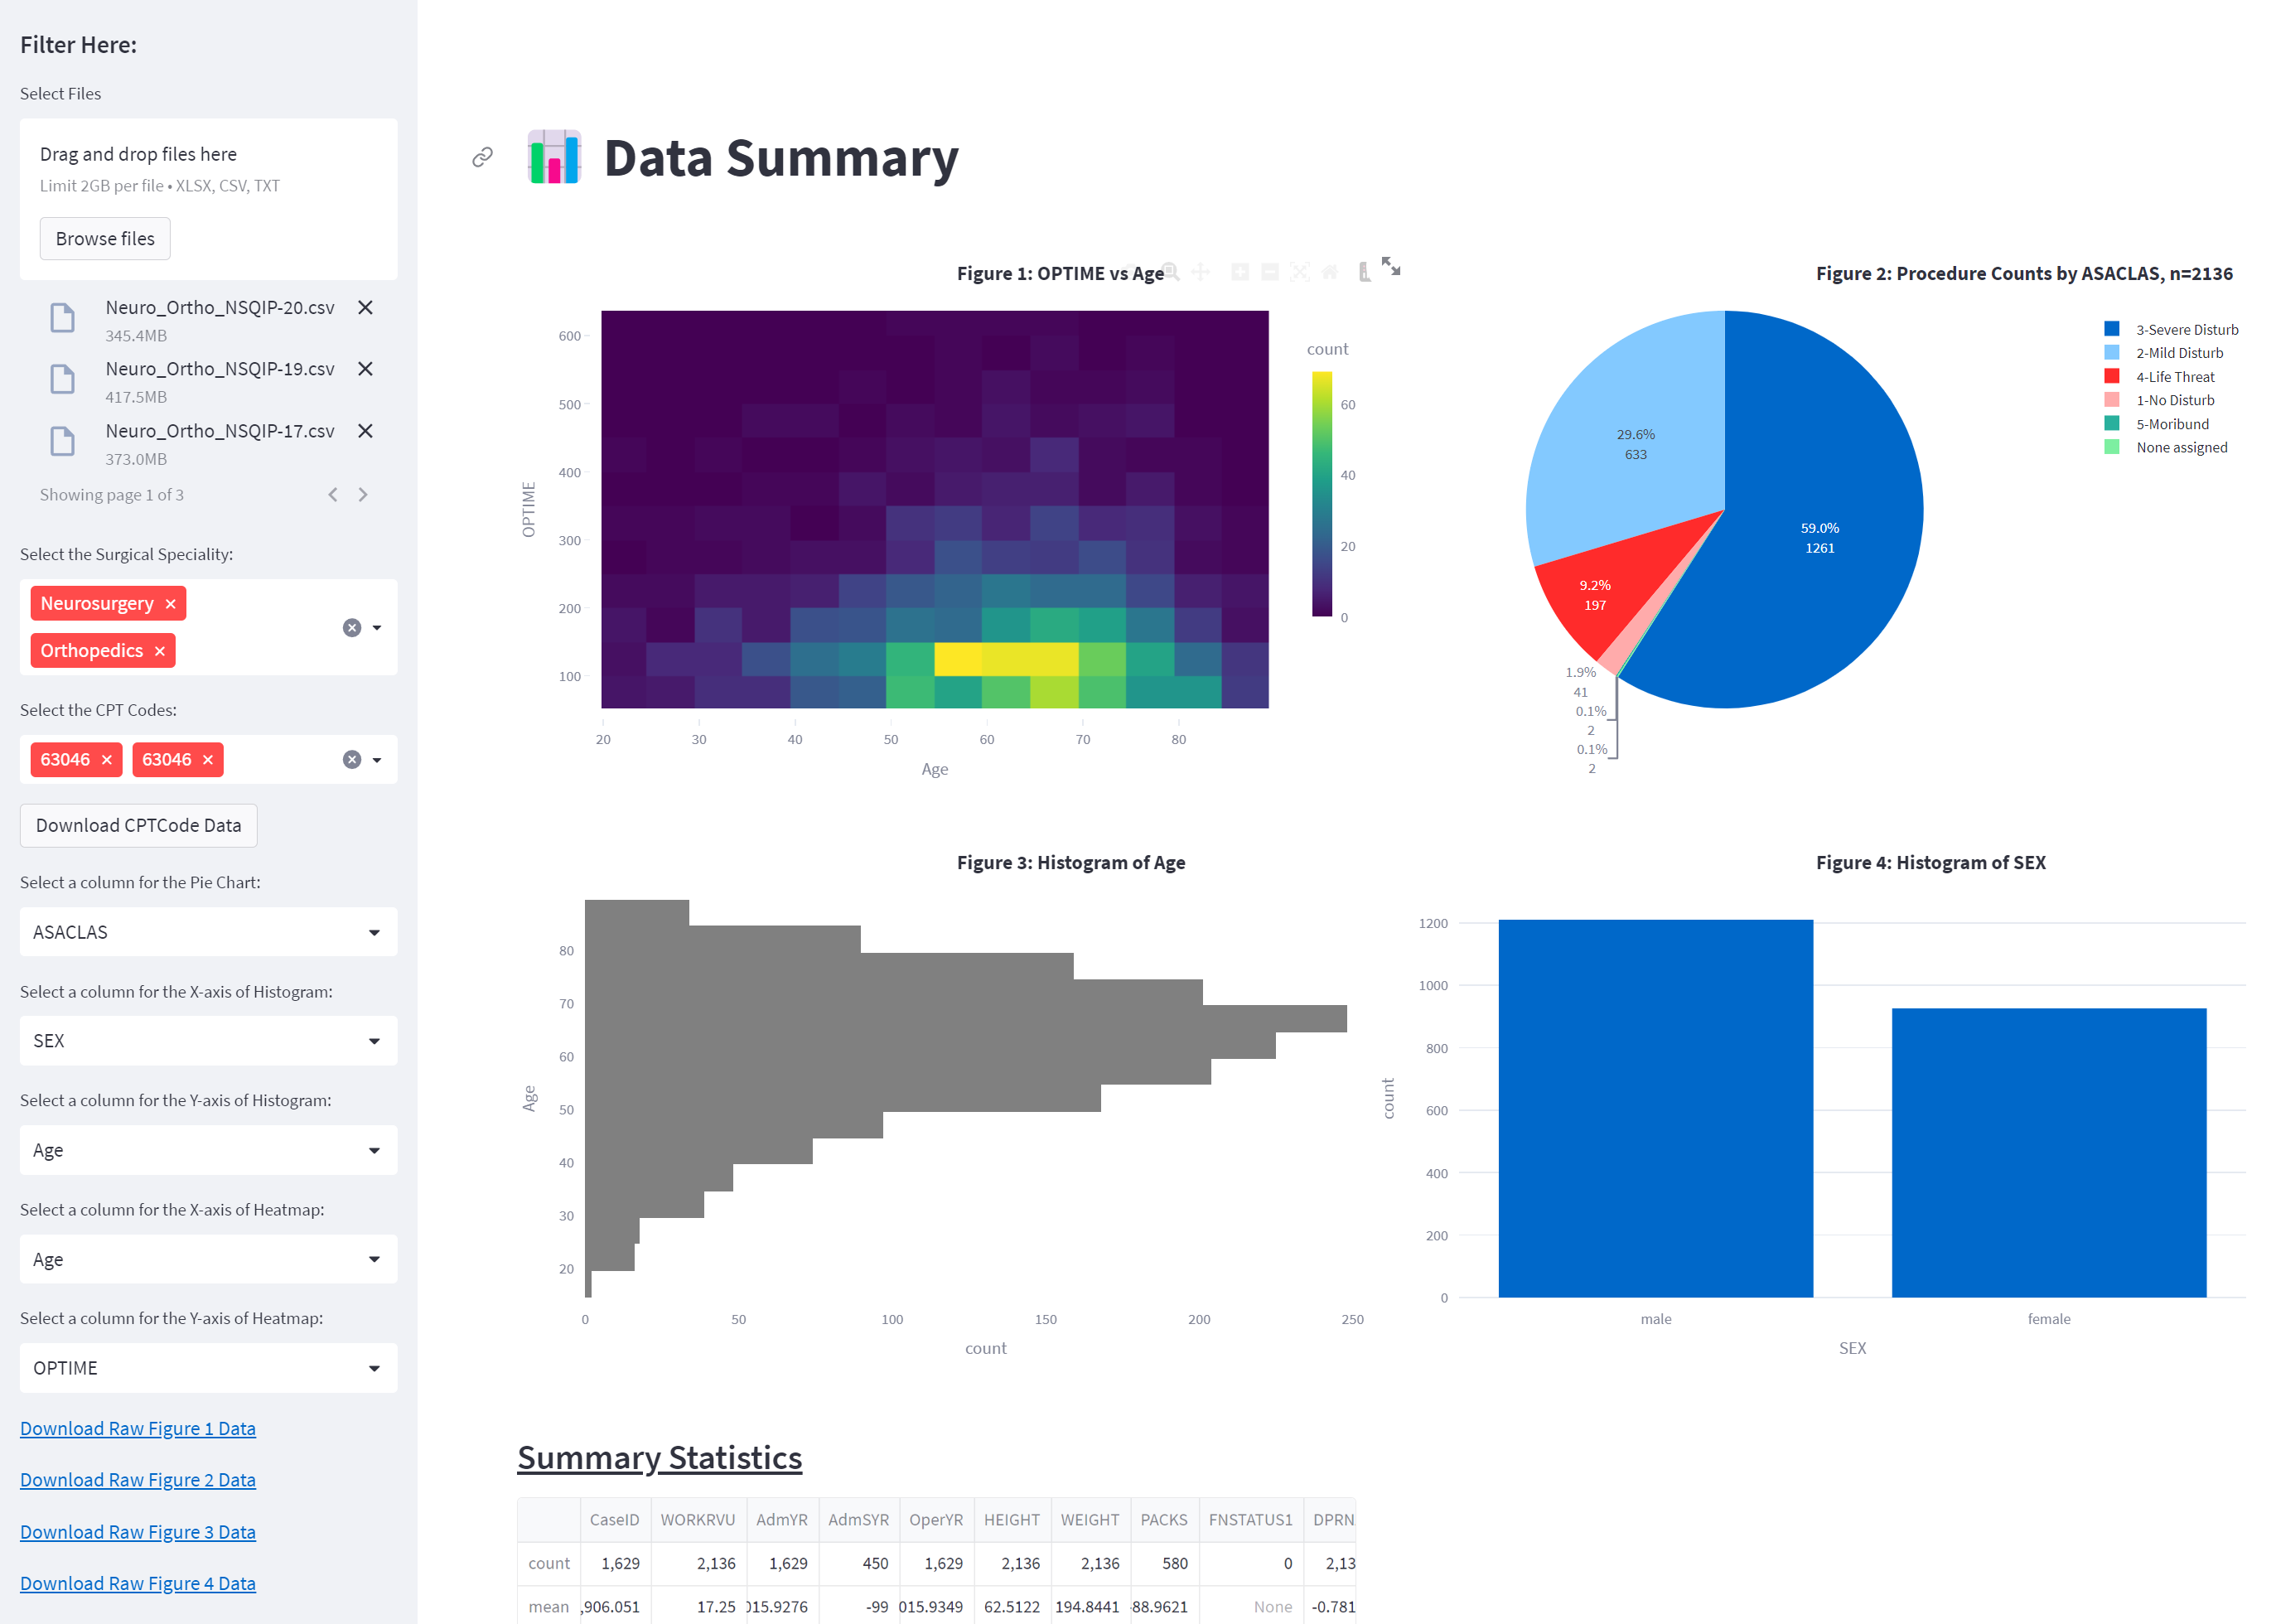 Filter Here:
Select Files
Drag and drop files here
Limit 2GB per file • XLSX, CSV, TXT
Browse files
Neuro_Ortho_NSQIP-20.csv
345.4MB
Neuro_Ortho_NSQIP-19.csv
417.5MB
Neuro_Ortho_NSQIP-17.csv
373.0MB
Showing page 1 of 3
Select the Surgical Speciality:
Neurosurgery ×
Orthopedics ×
Select the CPT Codes:
63046 × 63046 ×
Download CPTCode Data
Select a column for the Pie Chart:
ASACLAS
Select a column for the X-axis of Histogram:
SEX
Select a column for the Y-axis of Histogram:
Age
Select a column for the X-axis of Heatmap:
Age
Select a column for the Y-axis of Heatmap:
OPTIME
Download Raw Figure 1 Data
Download Raw Figure 2 Data
Download Raw Figure 3 Data
Download Raw Figure 4 Data
Data Summary
Figure 1: OPTIME vs Age
600
500
400
300
200
100
OPTIME
20 30 40 50 60 70 80
Age
count
60
40
20
0
Figure 2: Procedure Counts by ASACLAS, n=2136
3-Severe Disturb
2-Mild Disturb
4-Life Threat
1-No Disturb
5-Moribund
None assigned
29.6%
633
59.0%
1261
9.2%
197
1.9%
41
0.1%
2
0.1%
2
Figure 3: Histogram of Age
80
70
60
50
40
30
20
Age
0 50 100 150 200 250
count
Figure 4: Histogram of SEX
1200
1000
800
600
400
200
0
count
male female
SEX
Summary Statistics
CaseID WORKRVU AdmYR AdmSYR OperYR HEIGHT WEIGHT PACKS FNSTATUS1 DPRN
count 1,629 2,136 1,629 450 1,629 2,136 2,136 580 0 2,13
mean ,906.051 17.25 015.9276 -99 015.9349 62.5122 194.8441 88.9621 None -0.781